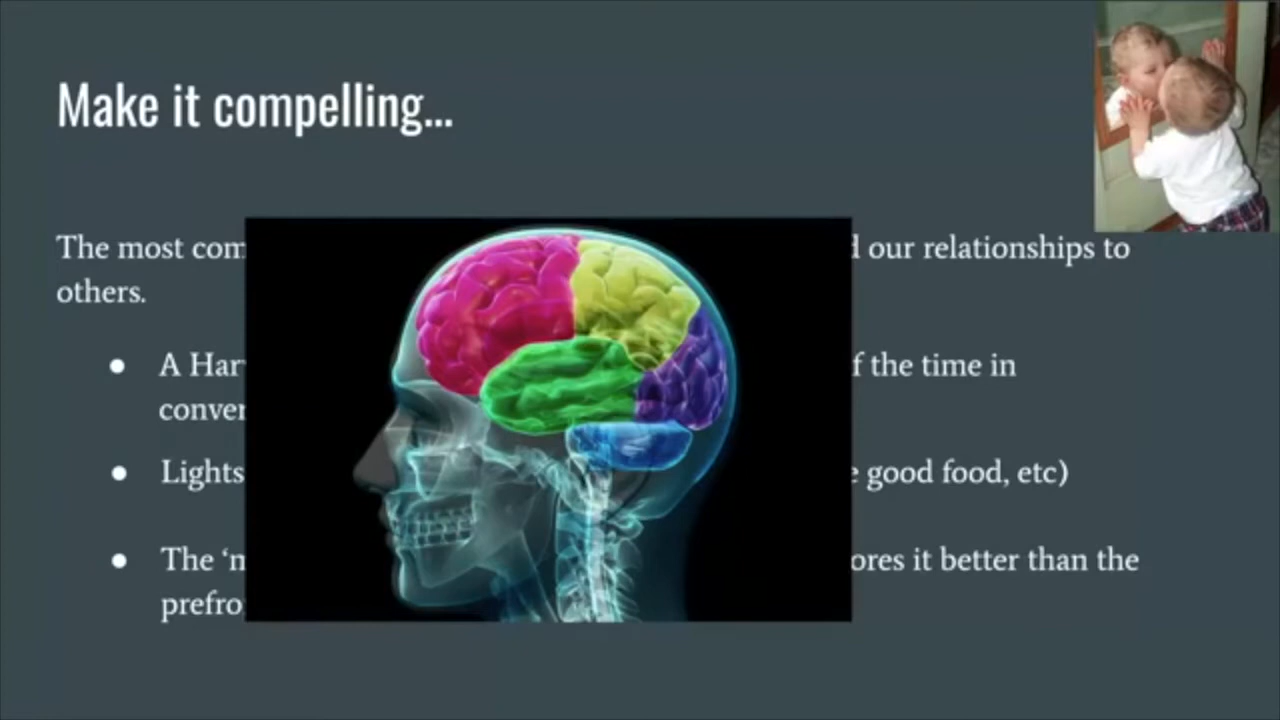 Make it compelling...
The most com d our relationships to
others.
● A Har f the time in
conver
● Lights e good food, etc)
● The ‘m ores it better than the
prefro